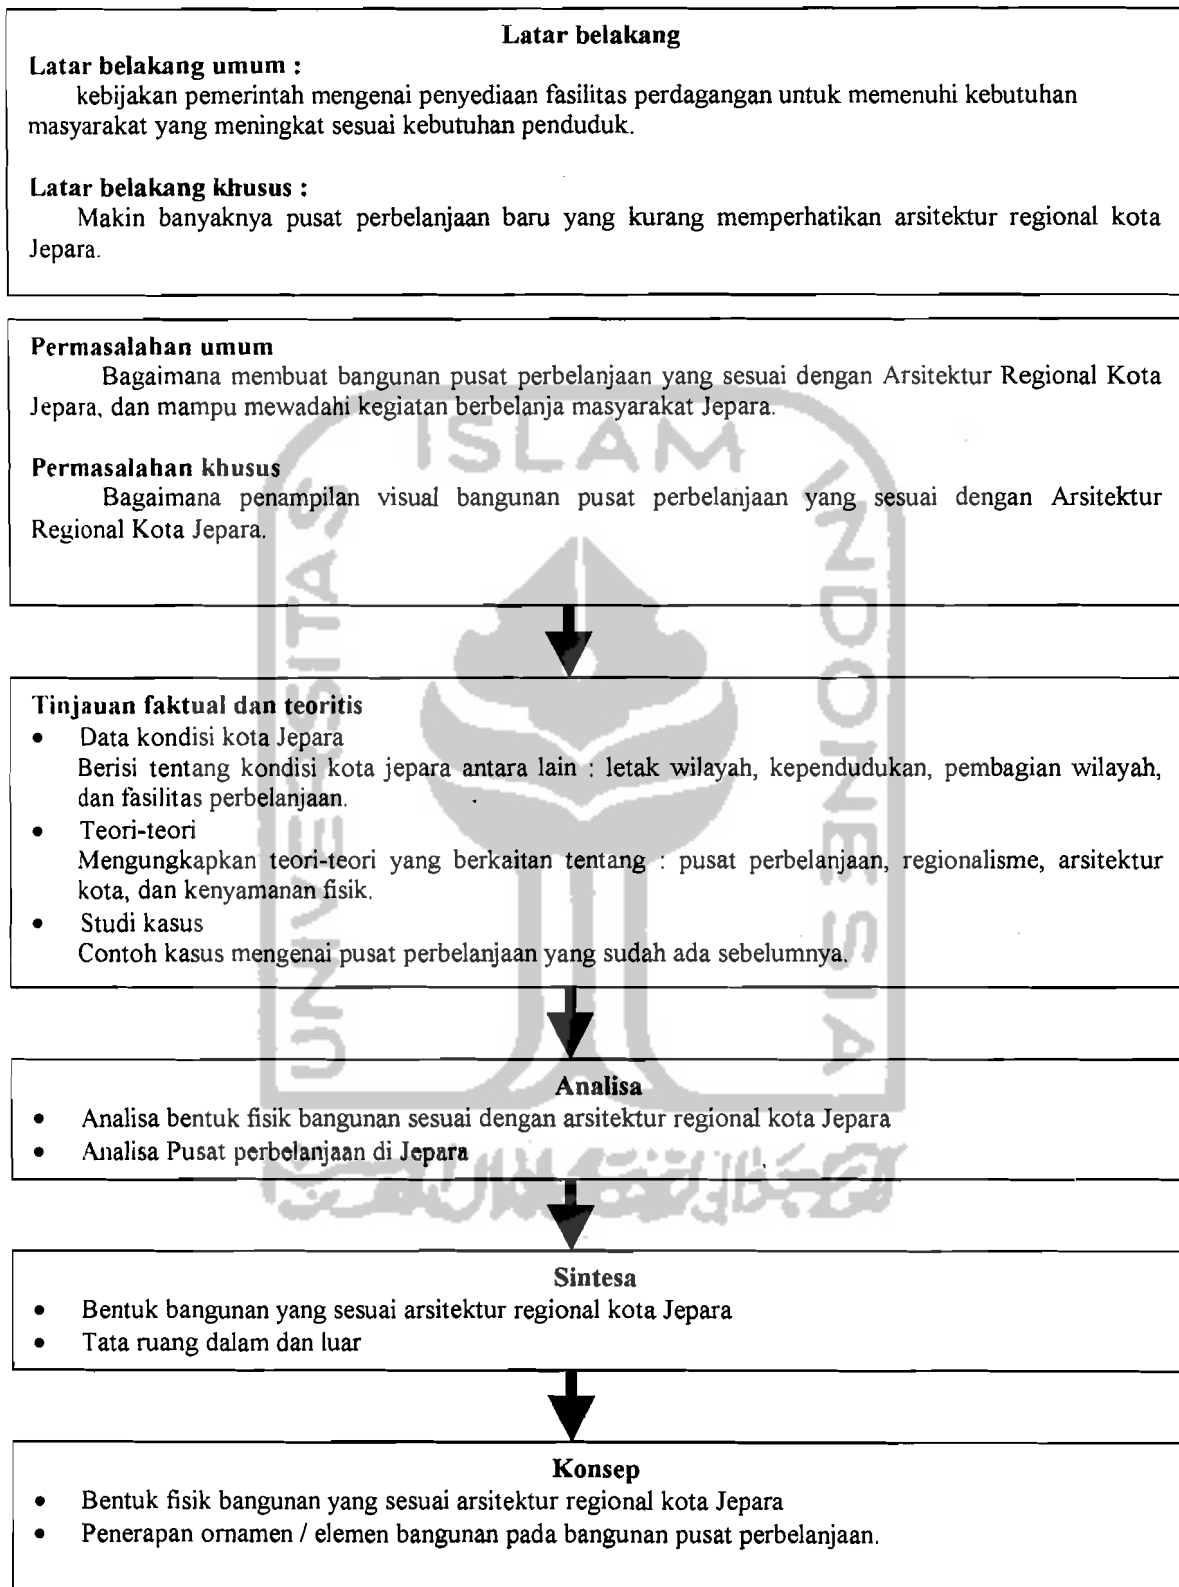 Latar belakang
Latar belakang umum :
kebijakan pemerintah mengenai penyediaan fasilitas perdagangan untuk memenuhi kebutuhan
masyarakat yang meningkat sesuai kebutuhan penduduk.
Latar belakang khusus :
Makin banyaknya pusat perbelanjaan baru yang kurang memperhatikan arsitektur regional kota
Jepara.
Permasalahan umum
Bagaimana membuat bangunan pusat perbelanjaan yang sesuai dengan Arsitektur Regional Kota
Jepara, dan mampu mewadahi kegiatan berbelanja masyarakat Jepara.
Permasalahan khusus
Bagaimana penampilan visual bangunan pusat perbelanjaan yang sesuai dengan Arsitektur
Regional Kota Jepara.
Tinjauan faktual dan teoritis
• Data kondisi kota Jepara
Berisi tentang kondisi kota jepara antara lain : letak wilayah, kependudukan, pembagian wilayah,
dan fasilitas perbelanjaan.
• Teori-teori
Mengungkapkan teori-teori yang berkaitan tentang : pusat perbelanjaan, regionalisme, arsitektur
kota, dan kenyamanan fisik.
• Studi kasus
Contoh kasus mengenai pusat perbelanjaan yang sudah ada sebelumnya.
Analisa
• Analisa bentuk fisik bangunan sesuai dengan arsitektur regional kota Jepara
• Analisa Pusat perbelanjaan di Jepara
Sintesa
• Bentuk bangunan yang sesuai arsitektur regional kota Jepara
• Tata ruang dalam dan luar
Konsep
• Bentuk fisik bangunan yang sesuai arsitektur regional kota Jepara
• Penerapan ornamen / elemen bangunan pada bangunan pusat perbelanjaan.
UNIVERSITAS
ISLAM
INDONESIA